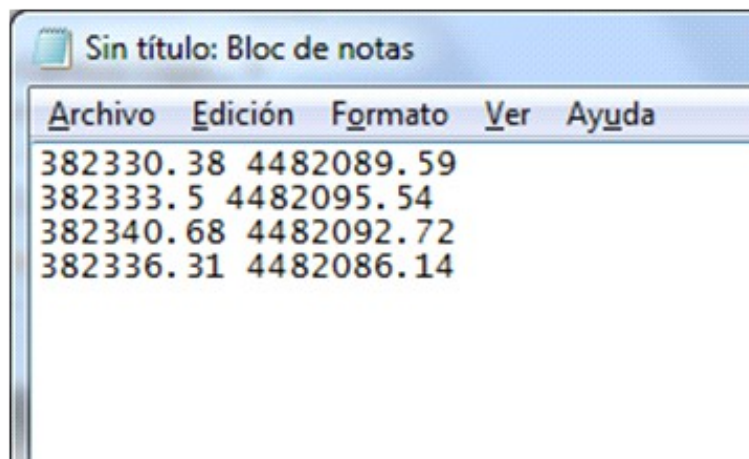 Sin título: Bloc de notas
Archivo Edición Formato Ver Ayuda
382330.38 4482089.59
382333.5 4482095.54
382340.68 4482092.72
382336.31 4482086.14